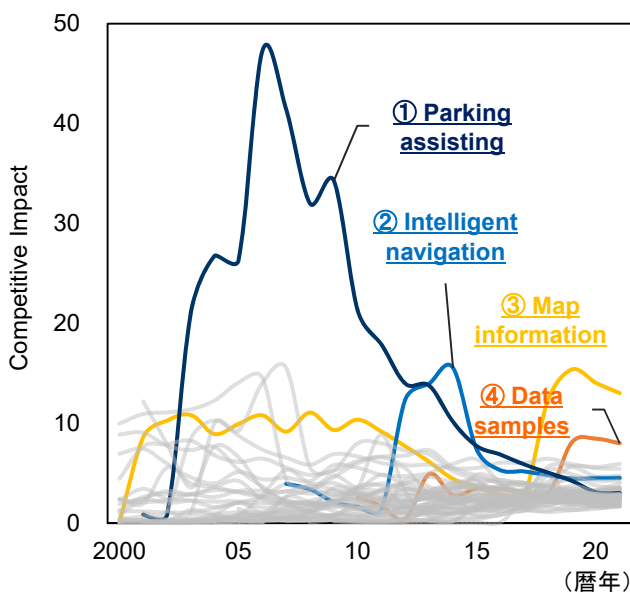 50
40
30
20
10
0
Competitive Impact
① Parking
assisting
② Intelligent
navigation
③ Map
information
④ Data
samples
2000 05 10 15 20
（暦年）